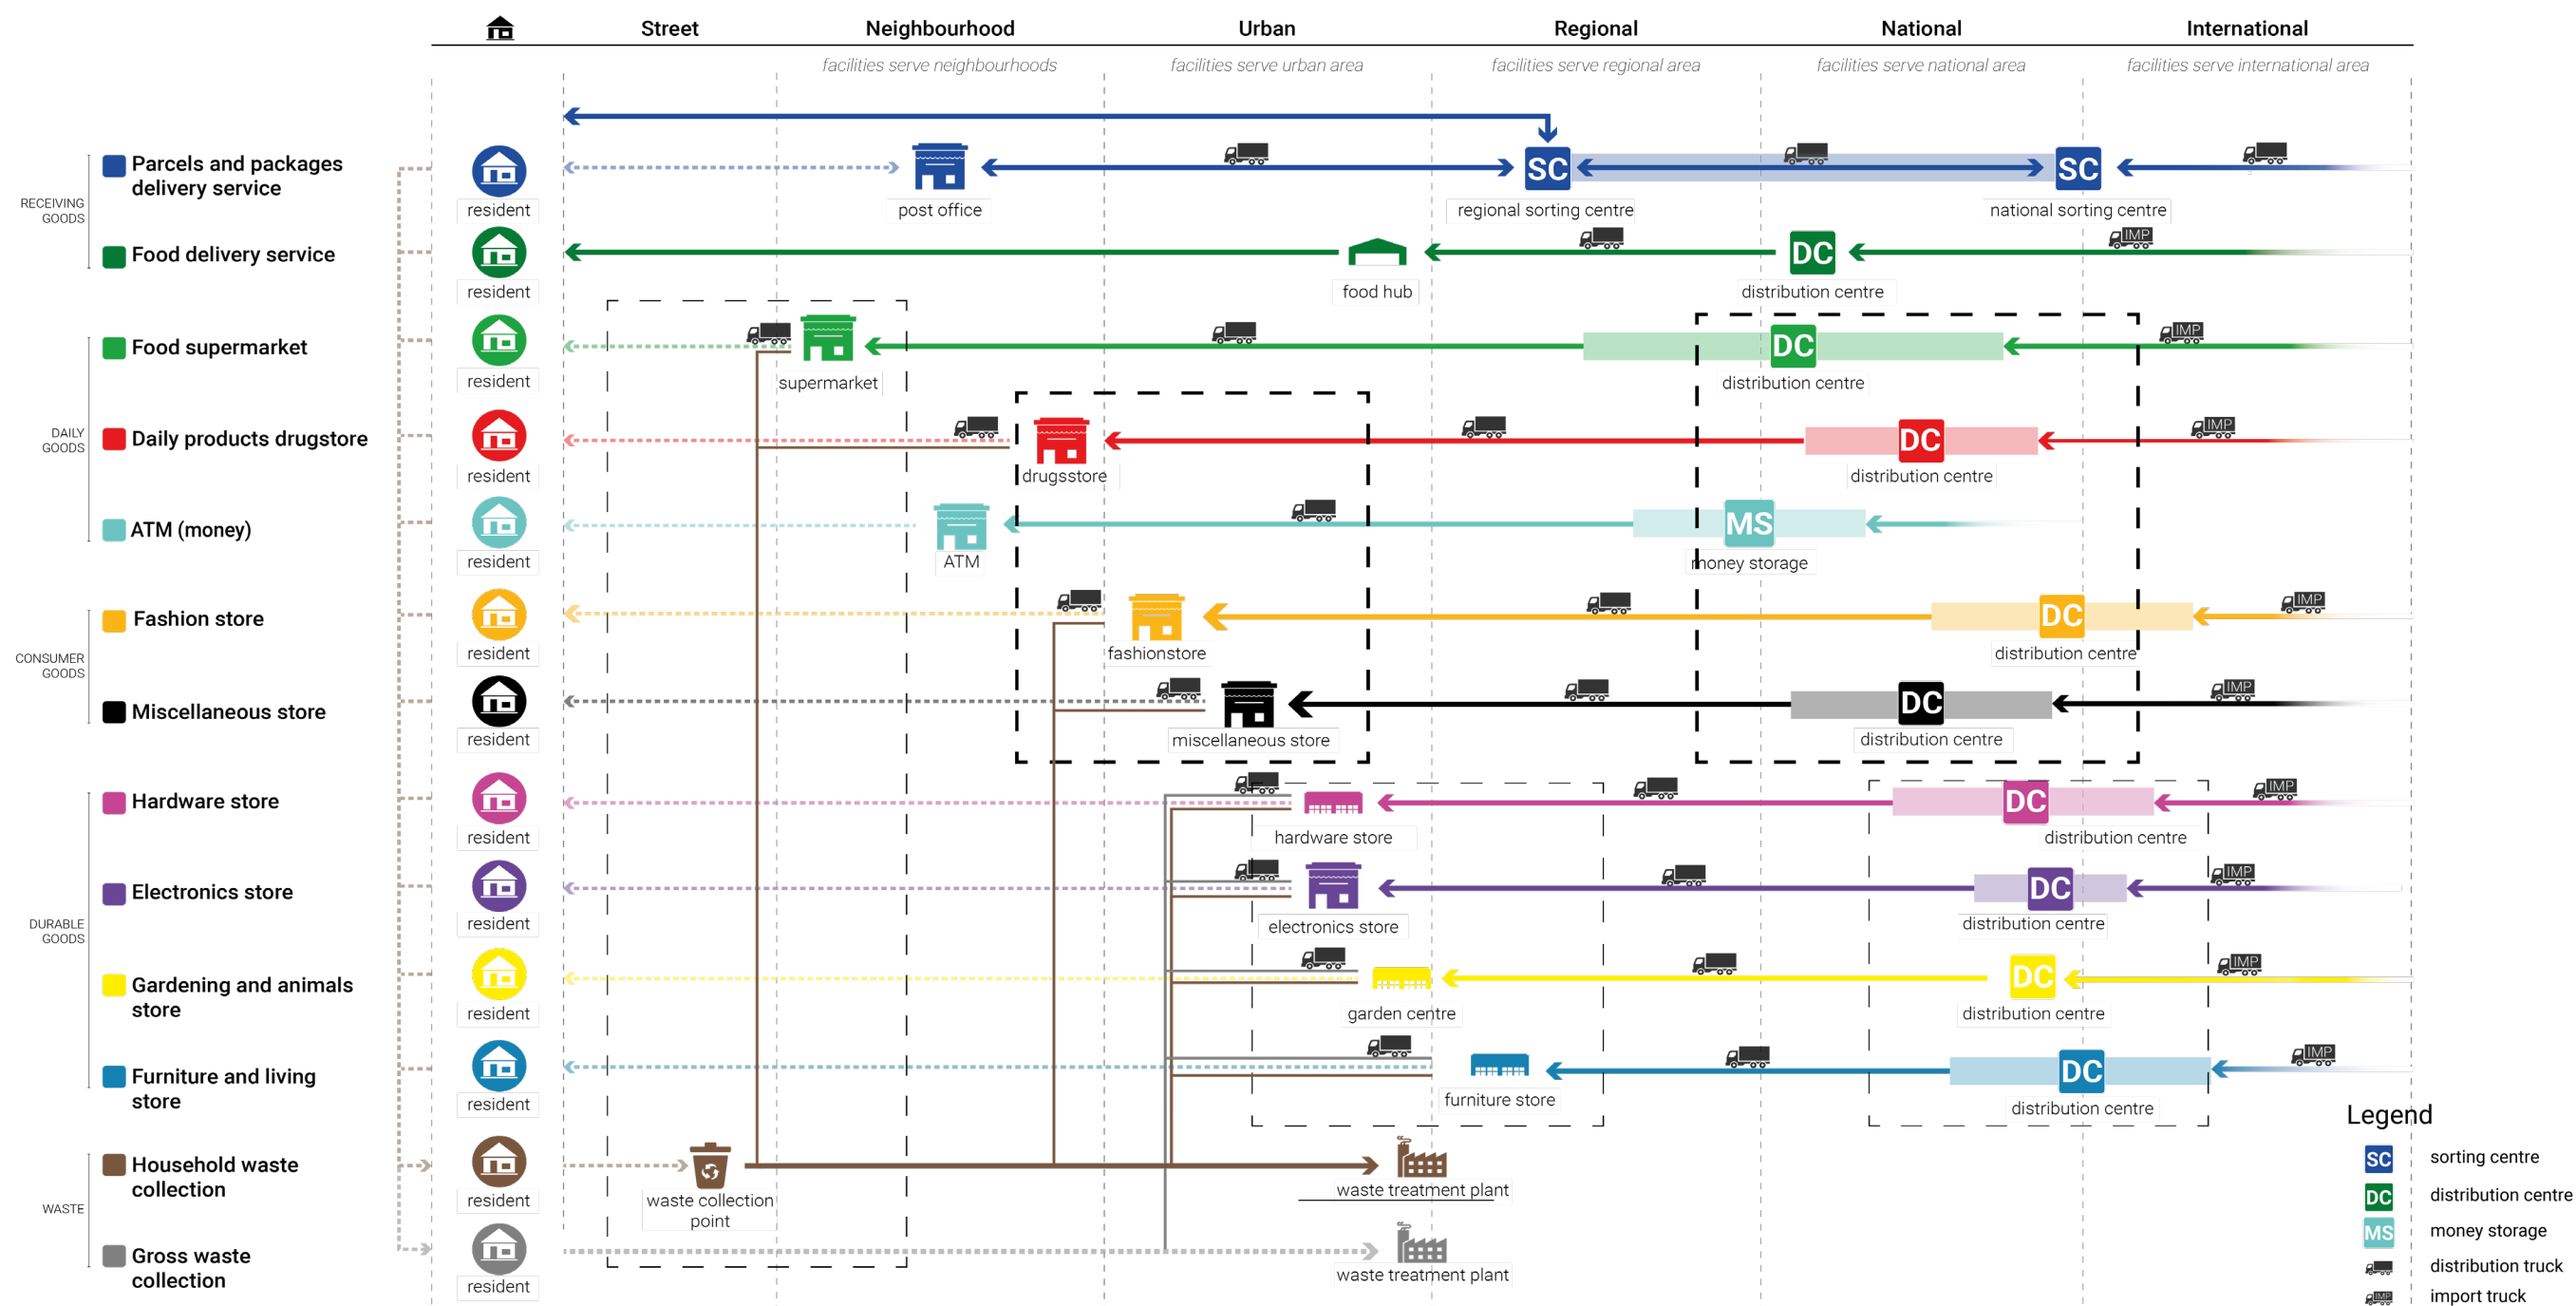 Street Neighbourhood Urban Regional National International
facilities serve neighbourhoods facilities serve urban area facilities serve regional area facilities serve national area facilities serve international area
RECEIVING
GOODS
Parcels and packages
delivery service
resident
post office
SC
regional sorting centre
SC
national sorting centre
Food delivery service
resident
food hub
DC
distribution centre
IMP
DAILY
GOODS
Food supermarket
resident
supermarket
DC
distribution centre
IMP
Daily products drugstore
resident
drugsstore
DC
distribution centre
IMP
ATM (money)
resident
ATM
MS
money storage
CONSUMER
GOODS
Fashion store
resident
fashionstore
DC
distribution centre
IMP
Miscellaneous store
resident
miscellaneous store
DC
distribution centre
IMP
DURABLE
GOODS
Hardware store
resident
hardware store
DC
distribution centre
IMP
Electronics store
resident
electronics store
DC
distribution centre
IMP
Gardening and animals
store
resident
garden centre
DC
distribution centre
IMP
Furniture and living
store
resident
furniture store
DC
distribution centre
IMP
WASTE
Household waste
collection
resident
waste collection
point
waste treatment plant
Gross waste
collection
resident
waste treatment plant
Legend
SC sorting centre
DC distribution centre
MS money storage
distribution truck
IMP import truck